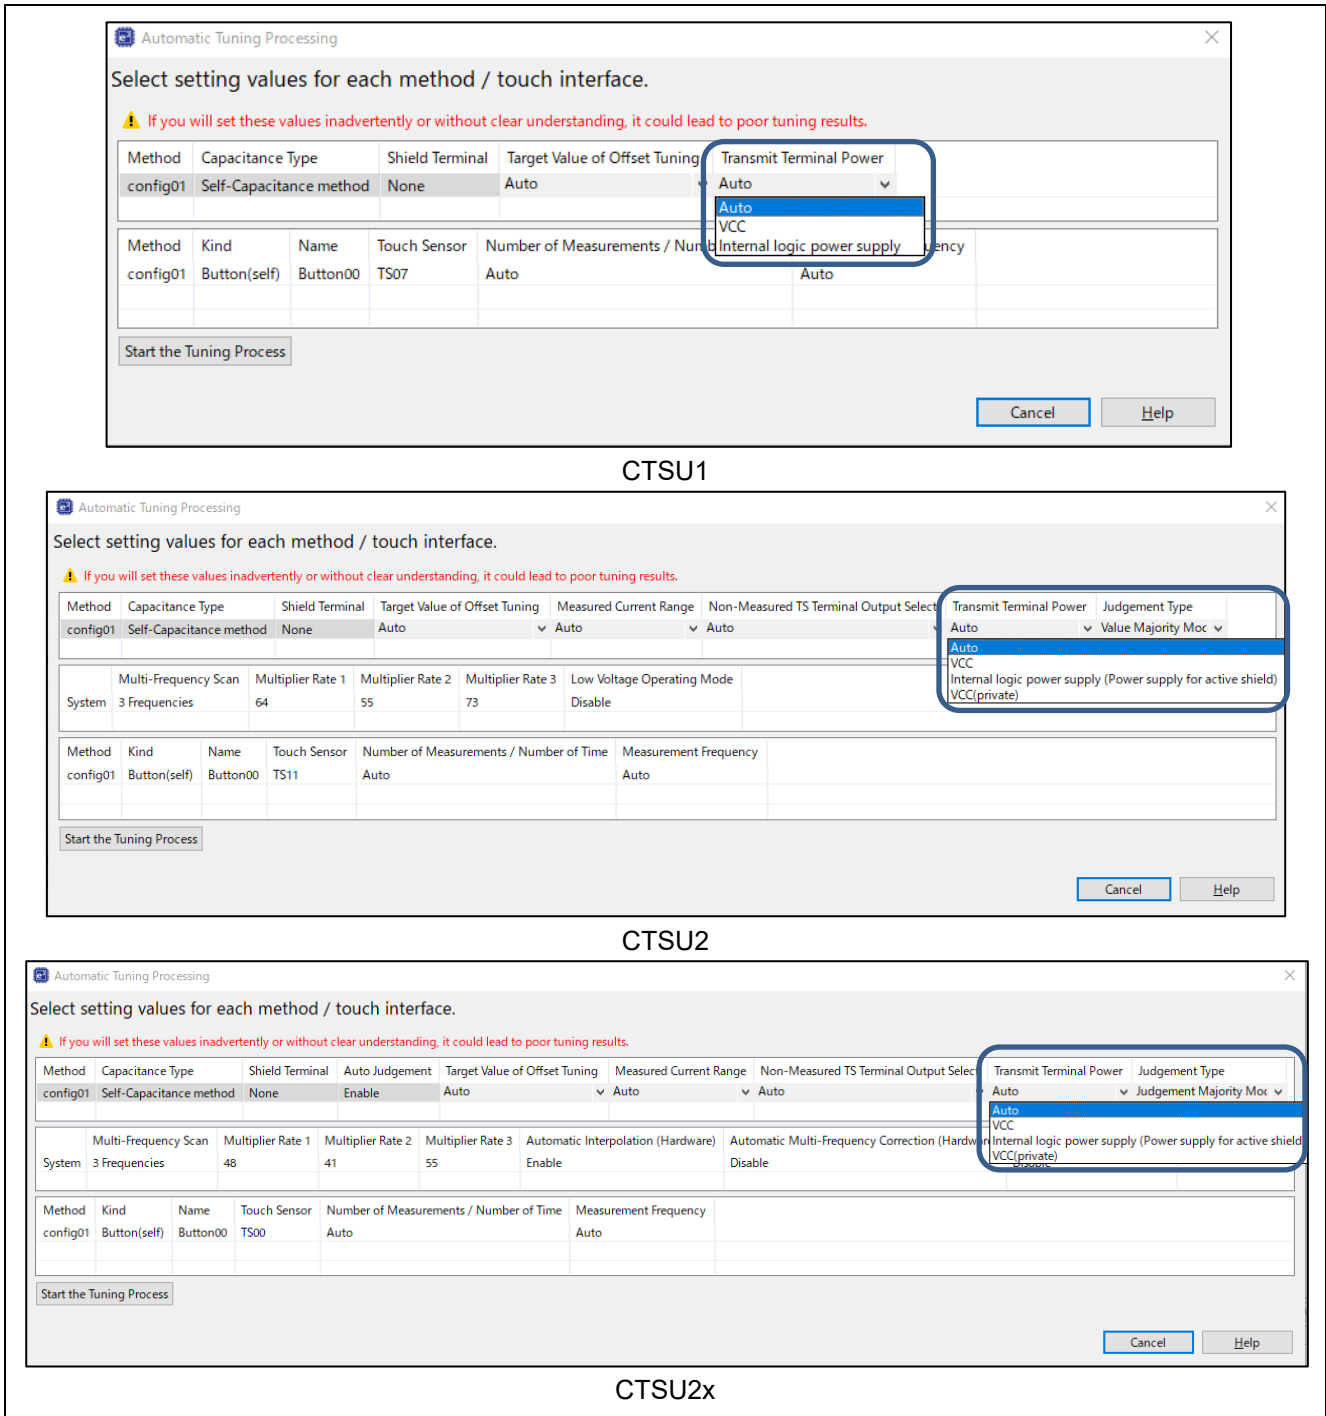 Automatic Tuning Processing
Select setting values for each method / touch interface.
If you will set these values inadvertently or without clear understanding, it could lead to poor tuning results.
Method Capacitance Type Shield Terminal Target Value of Offset Tuning Transmit Terminal Power
config01 Self-Capacitance method None Auto Auto
Auto
VCC
Internal logic power supply
Method Kind Name Touch Sensor Number of Measurements / Numb
config01 Button(self) Button00 TS07 Auto Auto
Start the Tuning Process
Cancel Help
CTSU1
Automatic Tuning Processing
Select setting values for each method / touch interface.
If you will set these values inadvertently or without clear understanding, it could lead to poor tuning results.
Method Capacitance Type Shield Terminal Target Value of Offset Tuning Measured Current Range Non-Measured TS Terminal Output Select Transmit Terminal Power Judgement Type
config01 Self-Capacitance method None Auto Auto Auto Auto Value Majority Moc
Auto
VCC
Internal logic power supply (Power supply for active shield)
VCC(private)
Multi-Frequency Scan Multiplier Rate 1 Multiplier Rate 2 Multiplier Rate 3 Low Voltage Operating Mode
System 3 Frequencies 64 55 73 Disable
Method Kind Name Touch Sensor Number of Measurements / Number of Time Measurement Frequency
config01 Button(self) Button00 TS11 Auto Auto
Start the Tuning Process
Cancel Help
CTSU2
Automatic Tuning Processing
Select setting values for each method / touch interface.
If you will set these values inadvertently or without clear understanding, it could lead to poor tuning results.
Method Capacitance Type Shield Terminal Auto Judgement Target Value of Offset Tuning Measured Current Range Non-Measured TS Terminal Output Selec Transmit Terminal Power Judgement Type
config01 Self-Capacitance method None Enable Auto Auto Auto Auto Judgement Majority Moc
Auto
VCC
Internal logic power supply (Power supply for active shield
VCC(private)
Multi-Frequency Scan Multiplier Rate 1 Multiplier Rate 2 Multiplier Rate 3 Automatic Interpolation (Hardware) Automatic Multi-Frequency Correction (Hardwar
System 3 Frequencies 48 41 55 Enable Disable Disable
Method Kind Name Touch Sensor Number of Measurements / Number of Time Measurement Frequency
config01 Button(self) Button00 TS00 Auto Auto
Start the Tuning Process
Cancel Help
CTSU2x